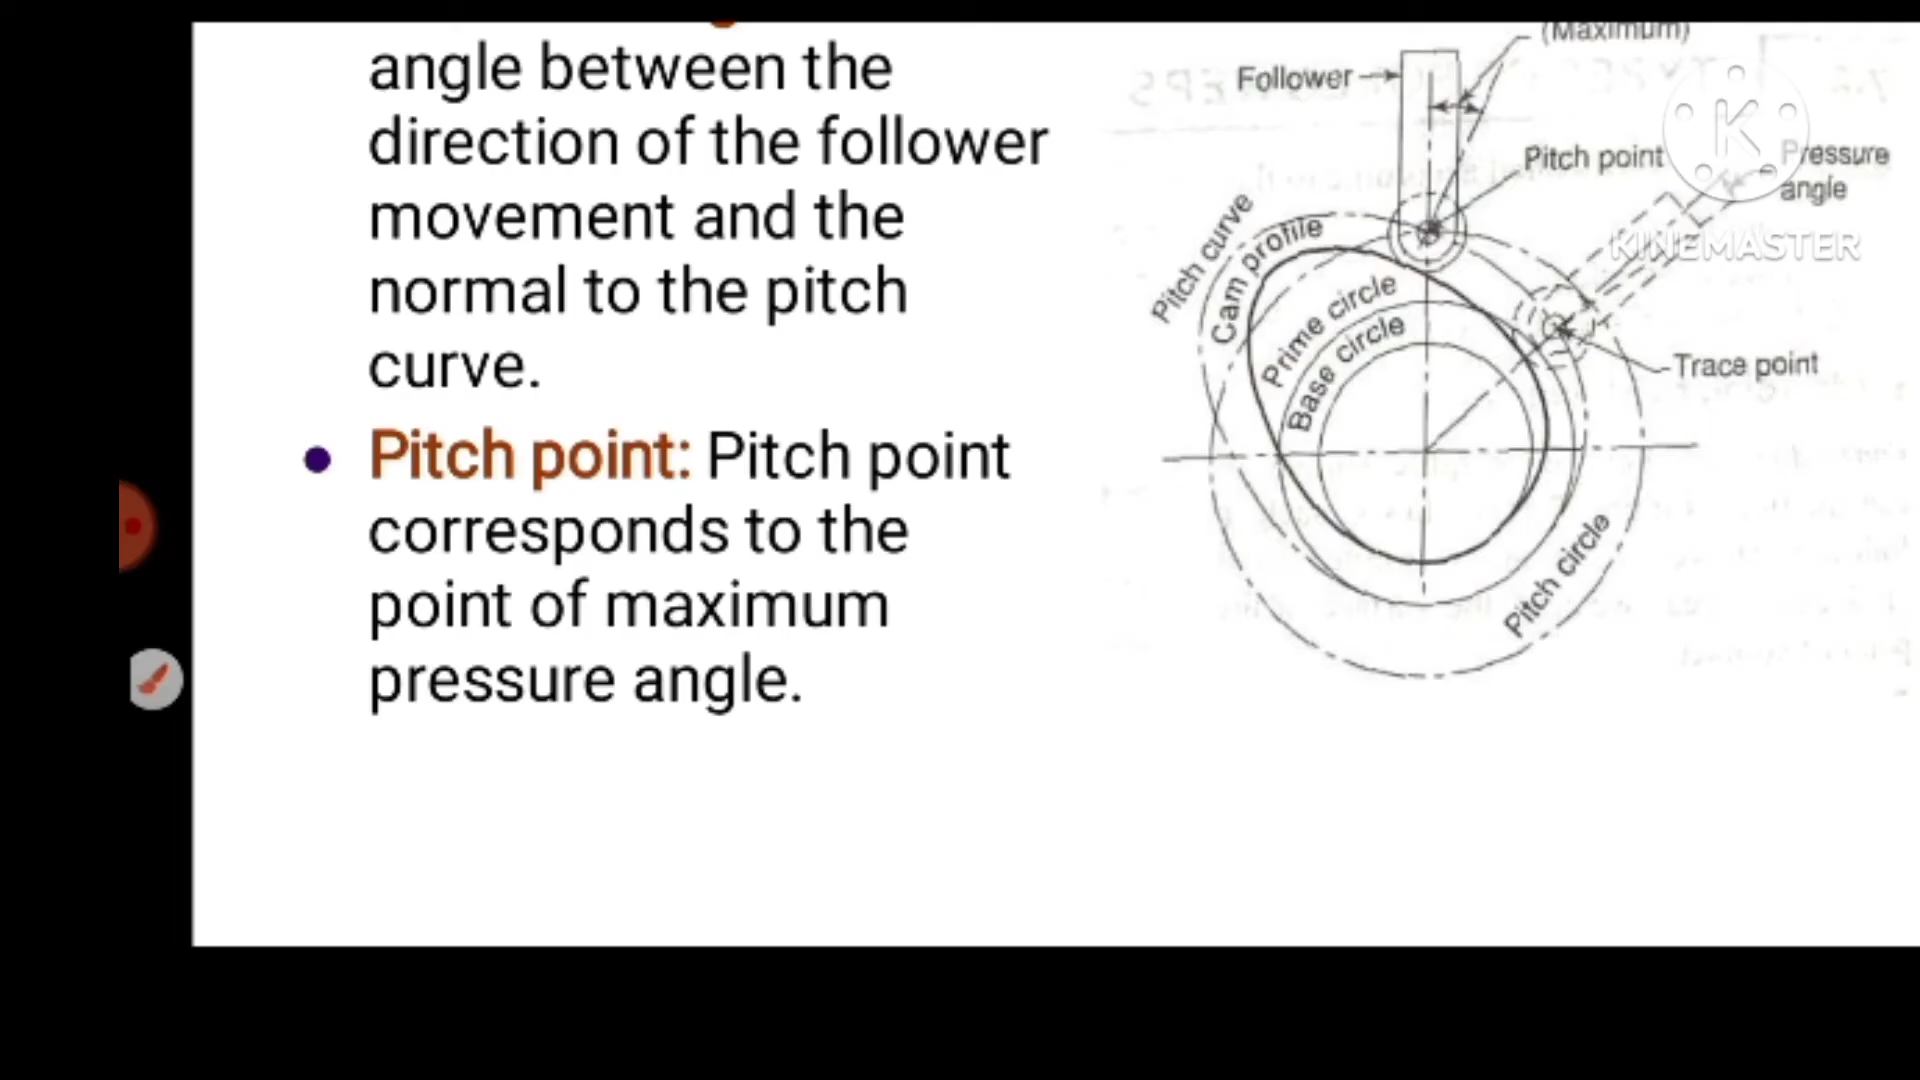 angle between the
direction of the follower
movement and the
normal to the pitch
curve.
Pitch point: Pitch point
corresponds to the
point of maximum
pressure angle.
(Maximum)
Follower
Pitch point
Pressure
angle
Pitch curve
Cam profile
Prime circle
Base circle
Trace point
Pitch circle
K
KINEMASTER